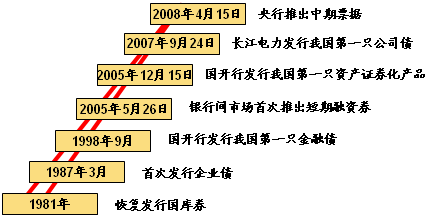 2008年4月15日 央行推出中期票据
2007年9月24日 长江电力发行我国第一只公司债
2005年12月15日 国开行发行我国第一只资产证券化产品
2005年5月26日 银行间市场首次推出短期融资券
1998年9月 国开行发行我国第一只金融债
1987年3月 首次发行企业债
1981年 恢复发行国库券